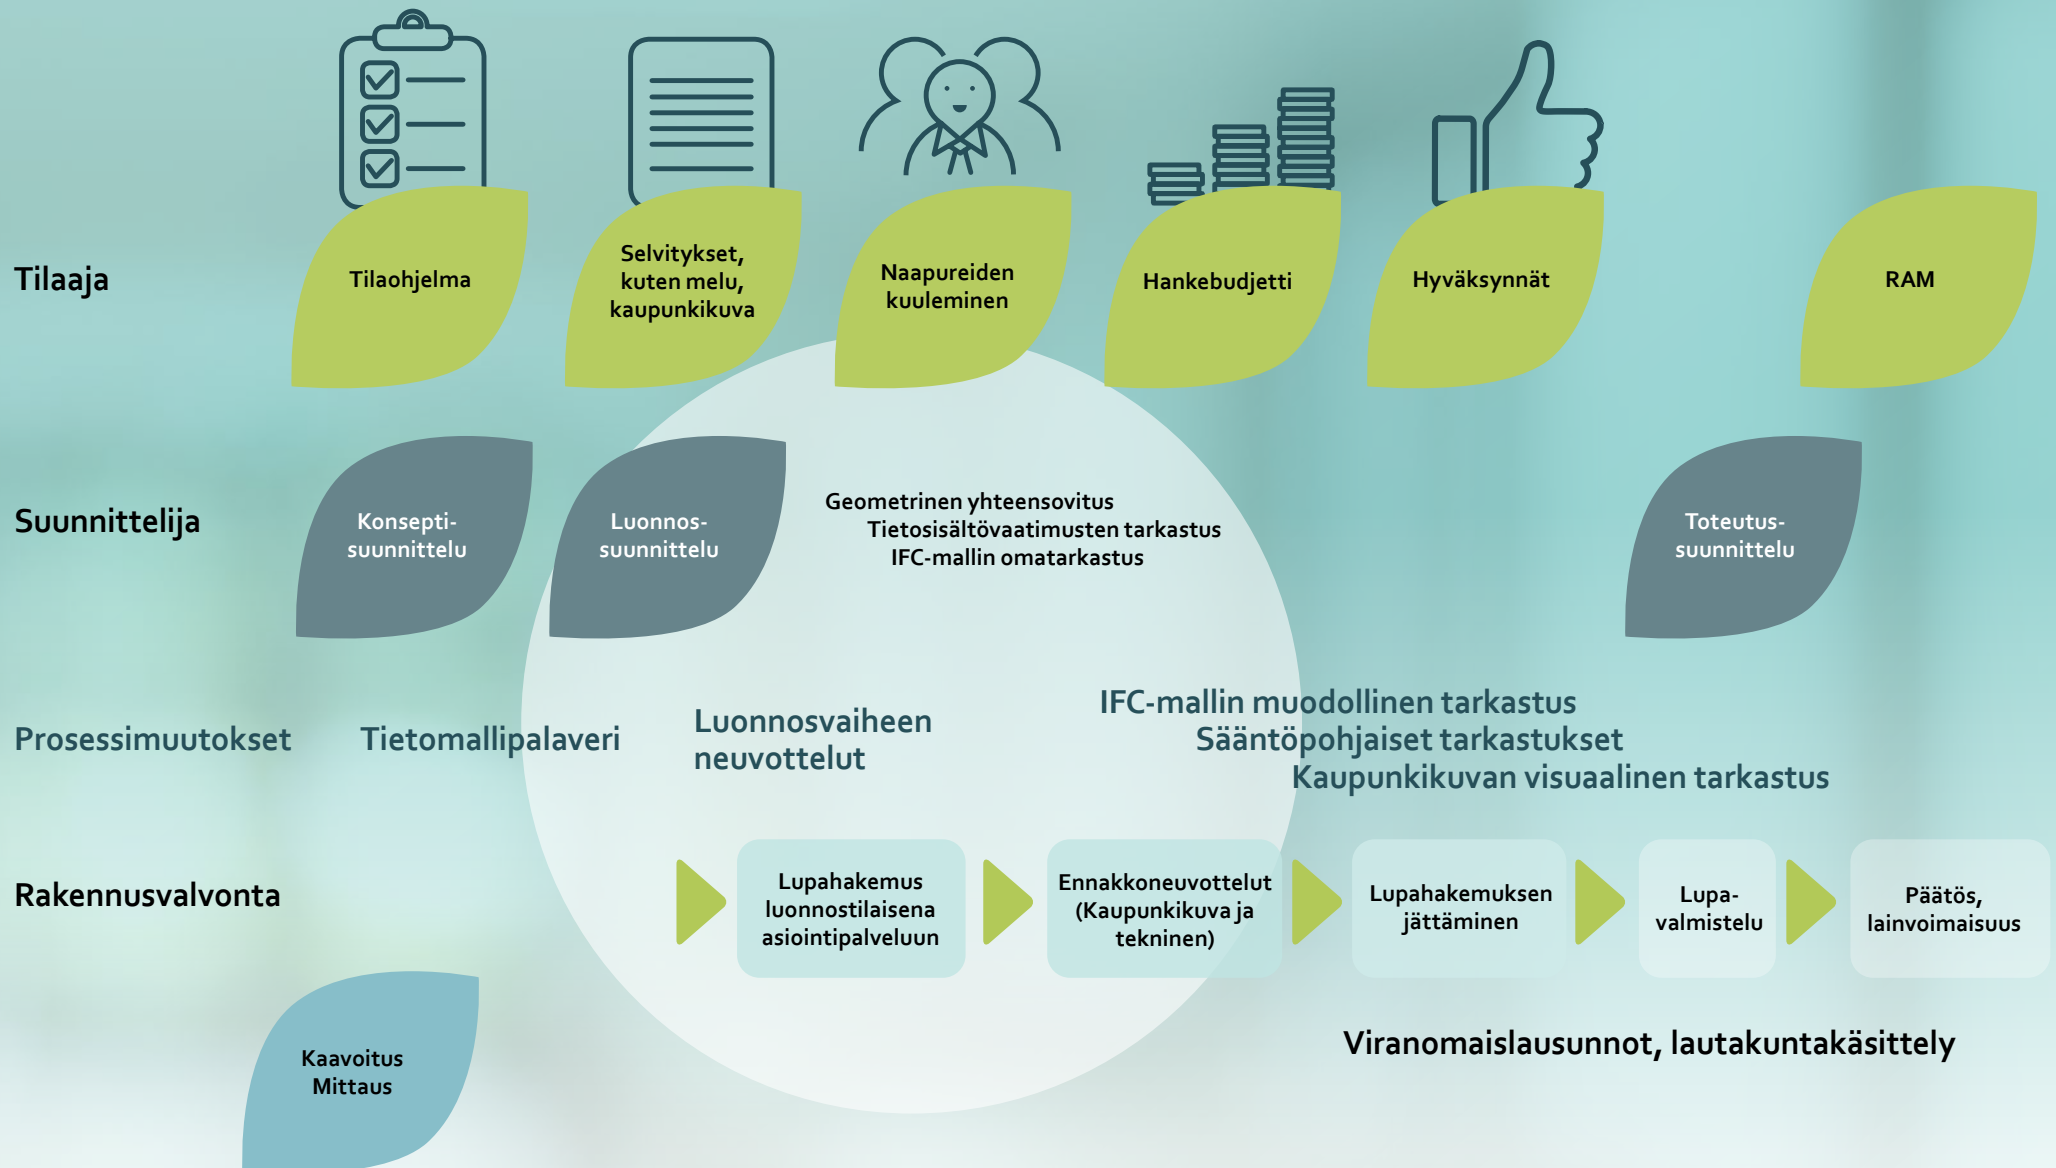 Tilaaja
Tilaohjelma
Selvitykset,
kuten melu,
kaupunkikuva
Naapureiden
kuuleminen
Hankebudjetti
Hyväksynnät
RAM
Suunnittelija
Konsepti-
suunnittelu
Luonnos-
suunnittelu
Geometrinen yhteensovitus
Tietosisältövaatimusten tarkastus
IFC-mallin omatarkastus
Toteutus-
suunnittelu
Prosessimuutokset
Tietomallipalaveri
Luonnosvaiheen
neuvottelut
IFC-mallin muodollinen tarkastus
Sääntöpohjaiset tarkastukset
Kaupunkikuvan visuaalinen tarkastus
Rakennusvalvonta
Lupahakemus
luonnostilaisena
asiointipalveluun
Ennakkoneuvottelut
(Kaupunkikuva ja
tekninen)
Lupahakemuksen
jättäminen
Lupa-
valmistelu
Päätös,
lainvoimaisuus
Viranomaislausunnot, lautakuntakäsittely
Kaavoitus
Mittaus